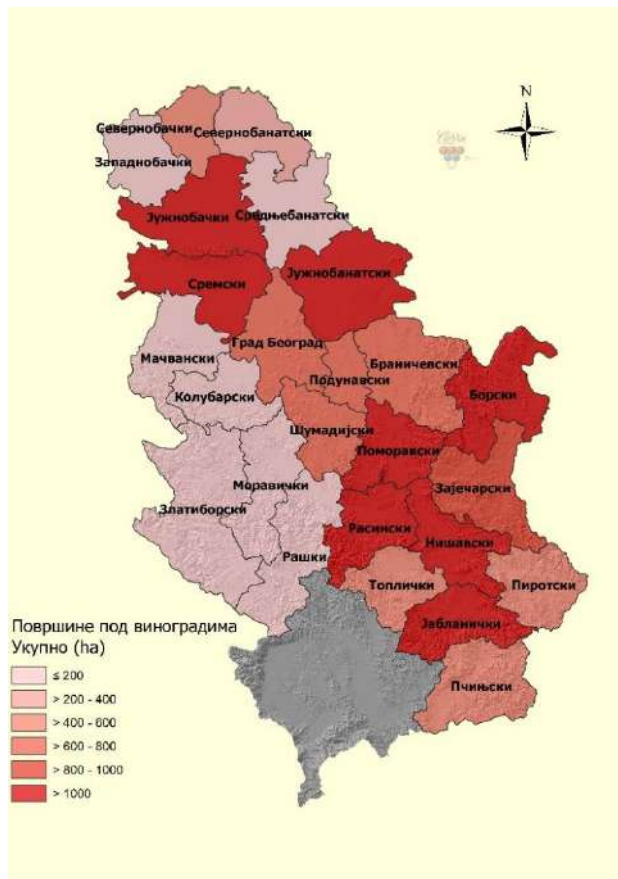 N
Севернобачки
Севернобанатски
Западнобачки
Јужнобачки
Средњебанатски
Јужнобанатски
Сремски
Град Београд
Мачвански
Браничевски
Подунавски
Колубарски
Борски
Шумадијски
Поморавски
Моравички
Зајечарски
Златиборски
Расински
Нишавски
Рашки
Топлички
Пиротски
Јабланички
Пчињски
Површине под виноградима
Укупно (ha)
≤ 200
> 200 - 400
> 400 - 600
> 600 - 800
> 800 - 1000
> 1000